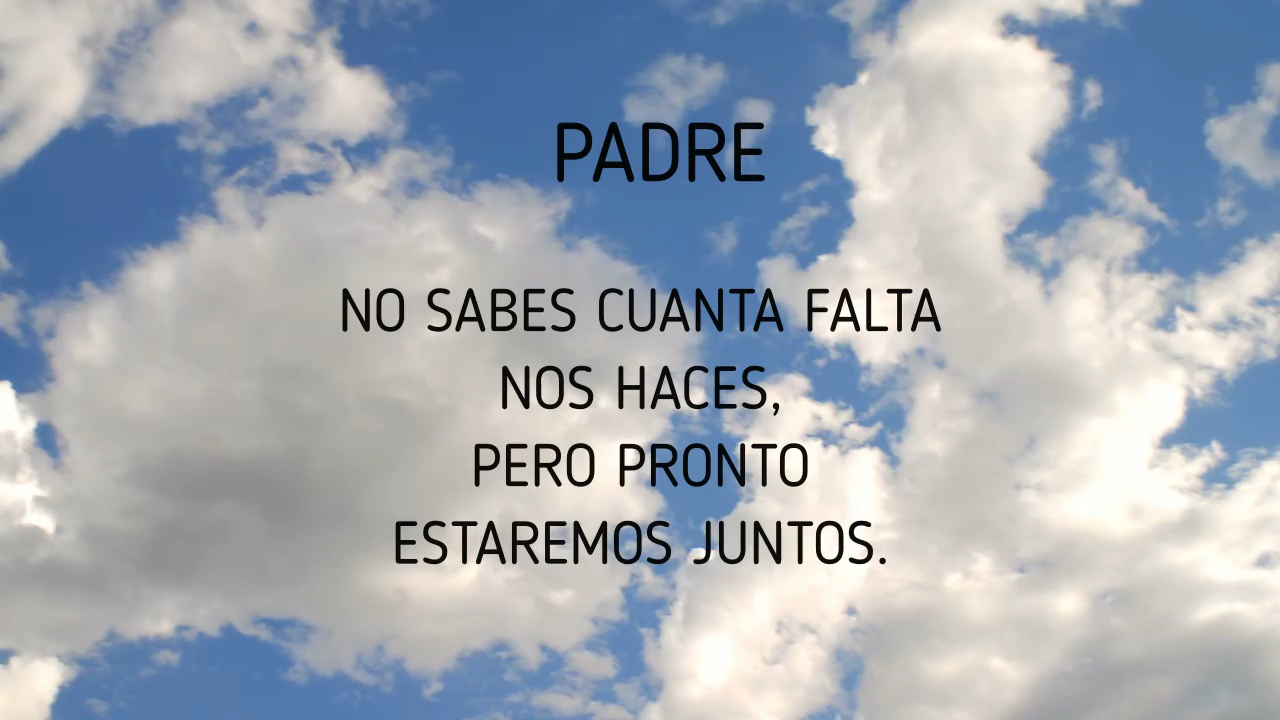 PADRE
NO SABES CUANTA FALTA
NOS HACES,
PERO PRONTO
ESTAREMOS JUNTOS.